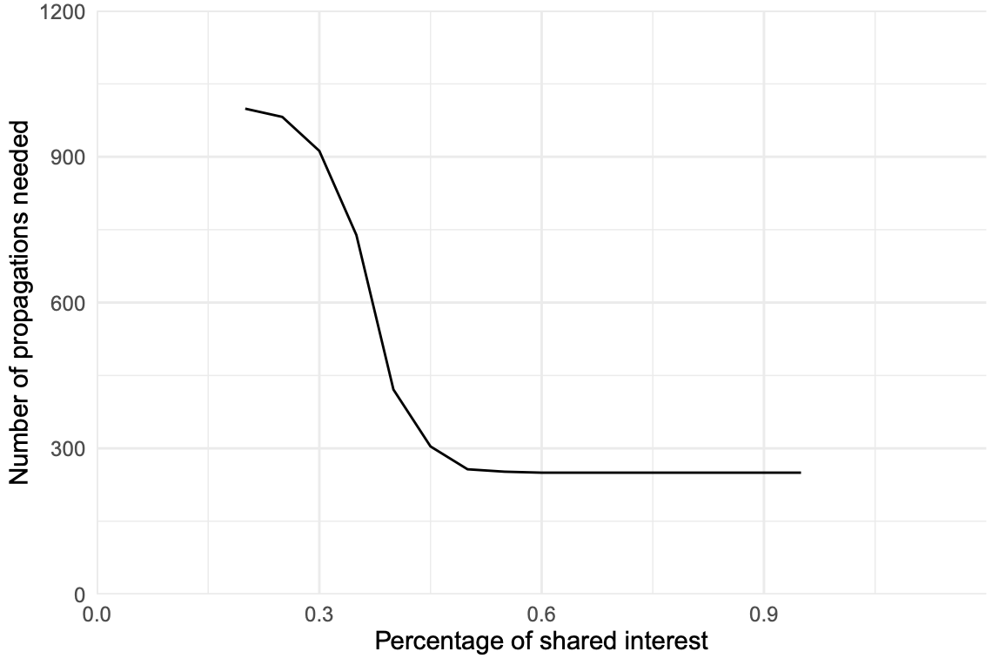 Number of propagations needed
1200
900
600
300
0
0.0 0.3 0.6 0.9
Percentage of shared interest